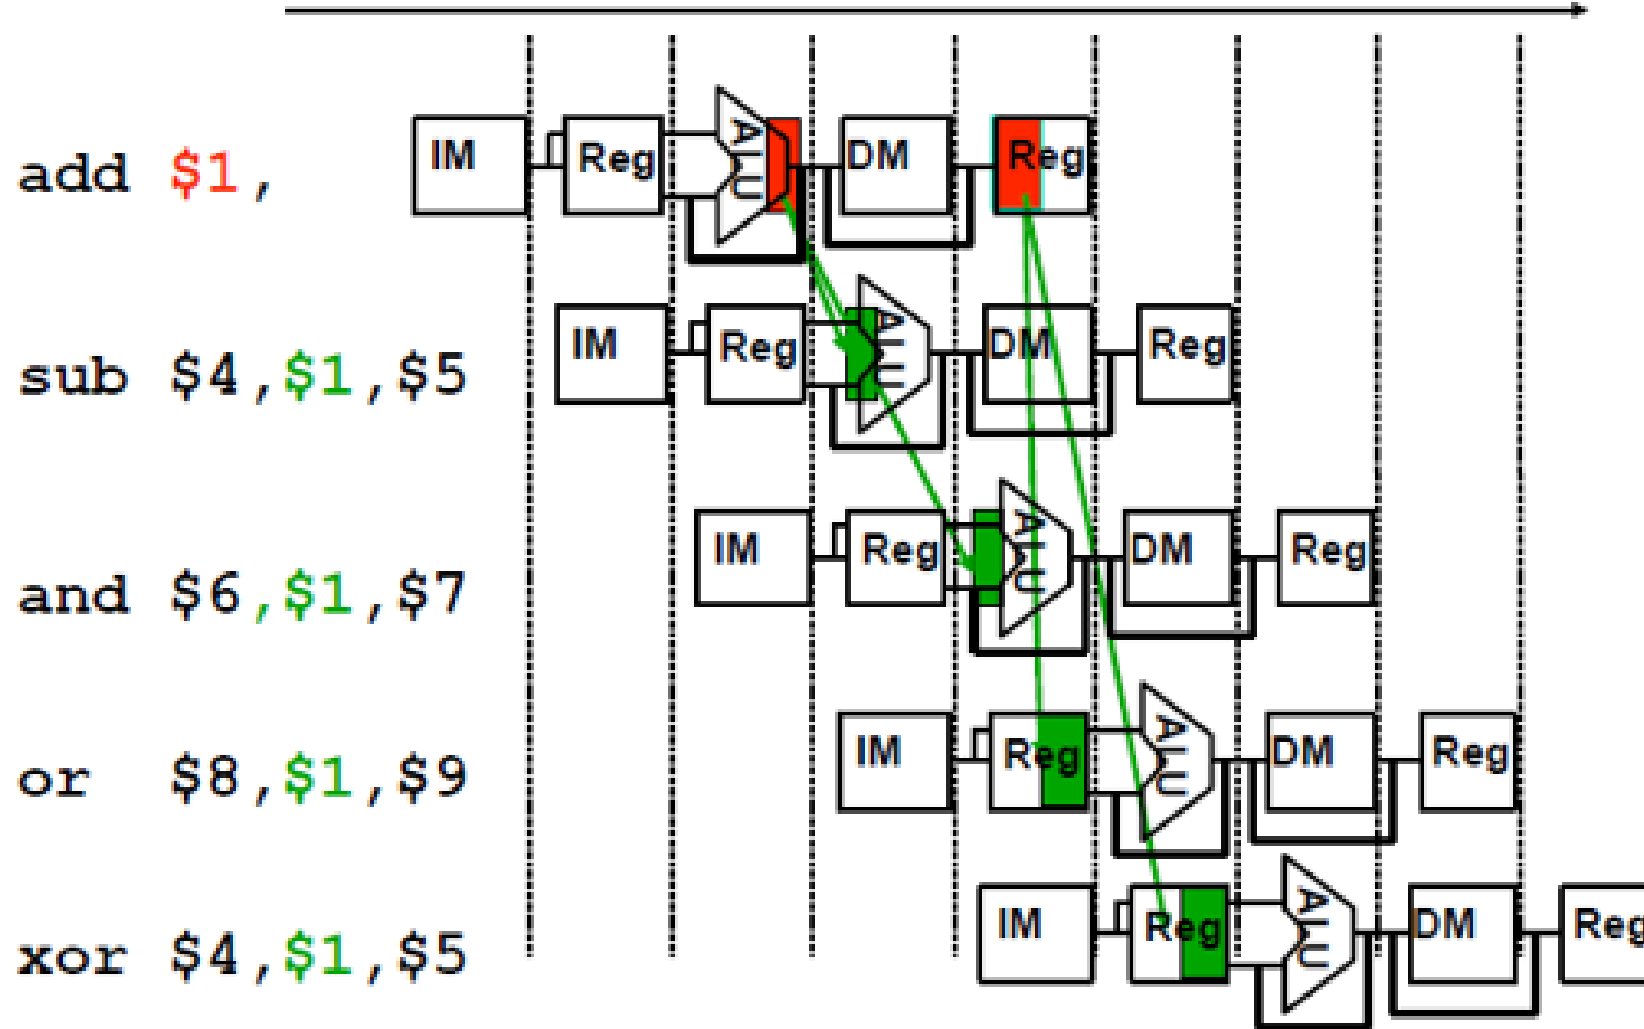 add $1, IM Reg ALU DM Reg
sub $4,$1,$5 IM Reg ALU DM Reg
and $6,$1,$7 IM Reg ALU DM Reg
or $8,$1,$9 IM Reg ALU DM Reg
xor $4,$1,$5 IM Reg ALU DM Reg